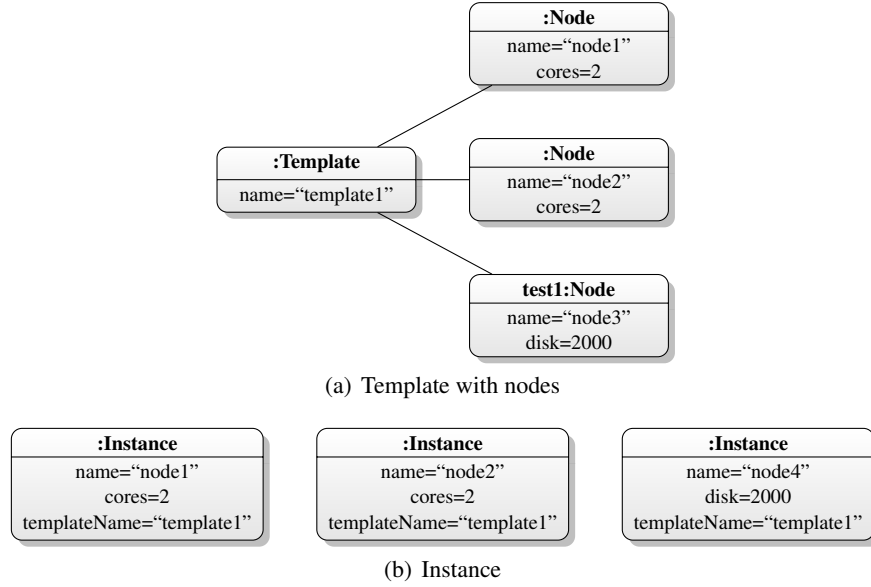 :Node
name=“node1”
cores=2
:Template
name=“template1”
:Node
name=“node2”
cores=2
test1:Node
name=“node3”
disk=2000
(a) Template with nodes
:Instance
name=“node1”
cores=2
templateName=“template1”
:Instance
name=“node2”
cores=2
templateName=“template1”
:Instance
name=“node4”
disk=2000
templateName=“template1”
(b) Instance